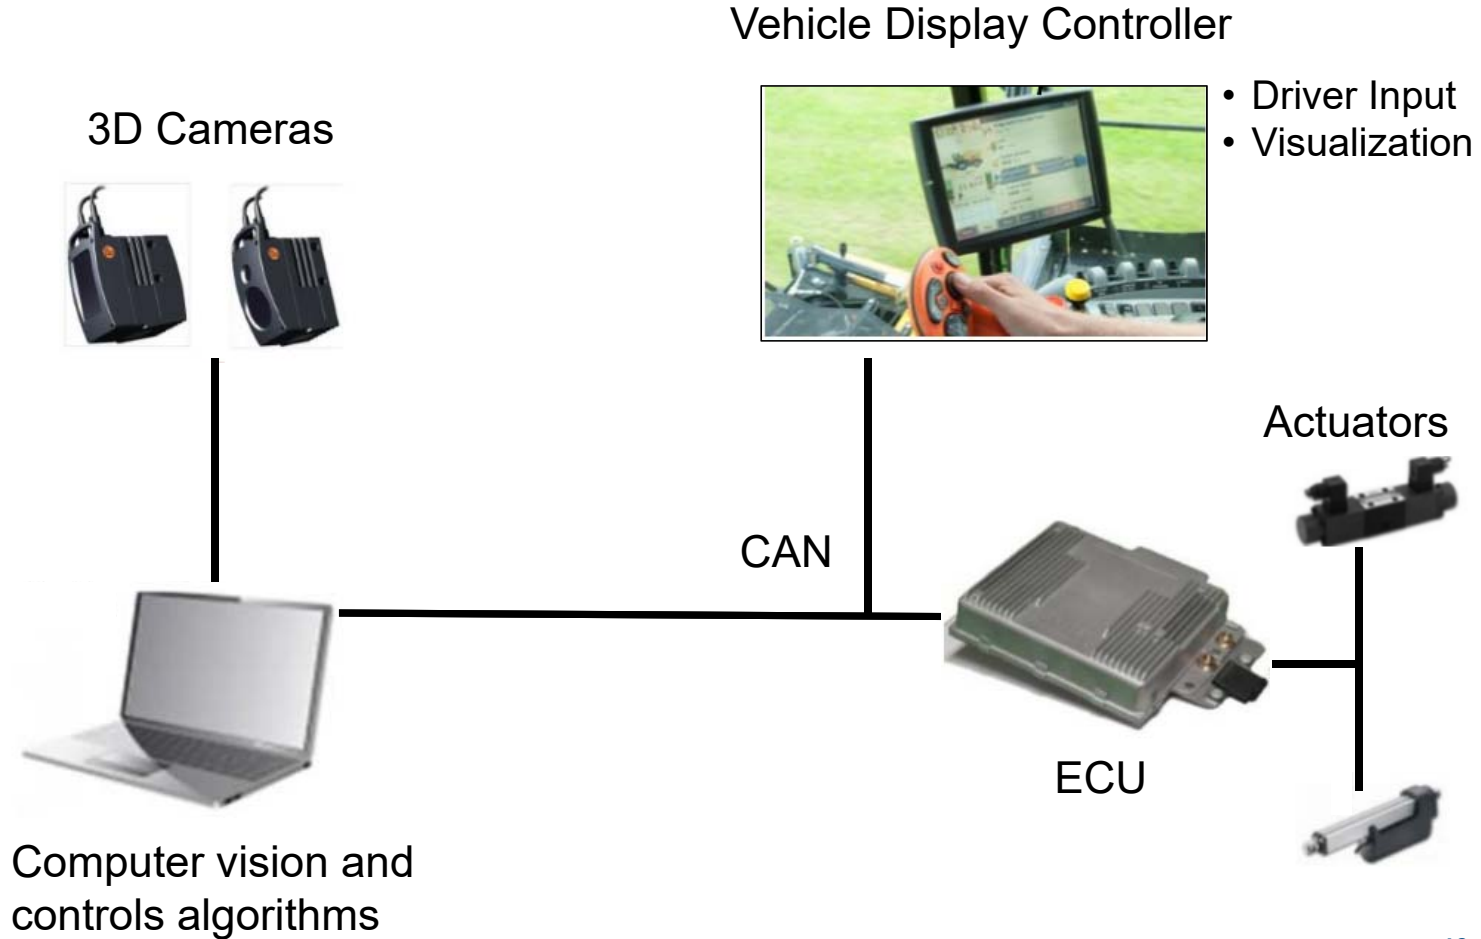 Vehicle Display Controller
• Driver Input
• Visualization
3D Cameras
Actuators
CAN
ECU
Computer vision and
controls algorithms